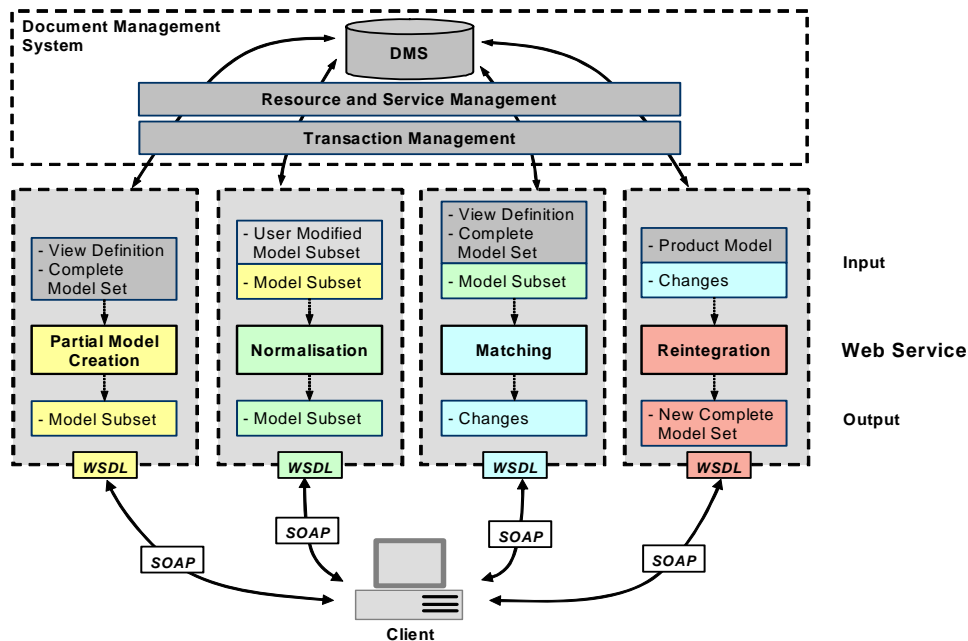 Document Management
System
DMS
Resource and Service Management
Transaction Management
- View Definition
- Complete
Model Set
Partial Model
Creation
- Model Subset
WSDL
- User Modified
Model Subset
- Model Subset
Normalisation
- Model Subset
WSDL
- View Definition
- Complete
Model Set
- Model Subset
Matching
- Changes
WSDL
- Product Model
- Changes
Reintegration
- New Complete
Model Set
WSDL
Input
Web Service
Output
SOAP
SOAP
SOAP
SOAP
Client